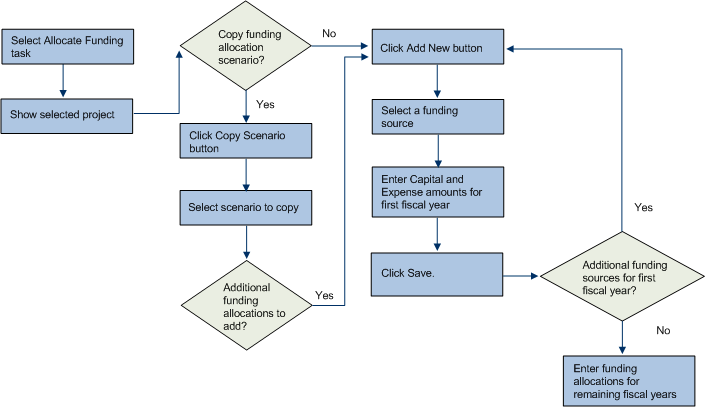 Select Allocate Funding
task
Show selected project
Copy funding
allocation
scenario?
No
Yes
Click Copy Scenario
button
Select scenario to copy
Additional
funding
allocations to
add?
Yes
Click Add New button
Select a funding
source
Enter Capital and
Expense amounts for
first fiscal year
Click Save.
Additional funding
sources for first
fiscal year?
Yes
No
Enter funding
allocations for
remaining fiscal years